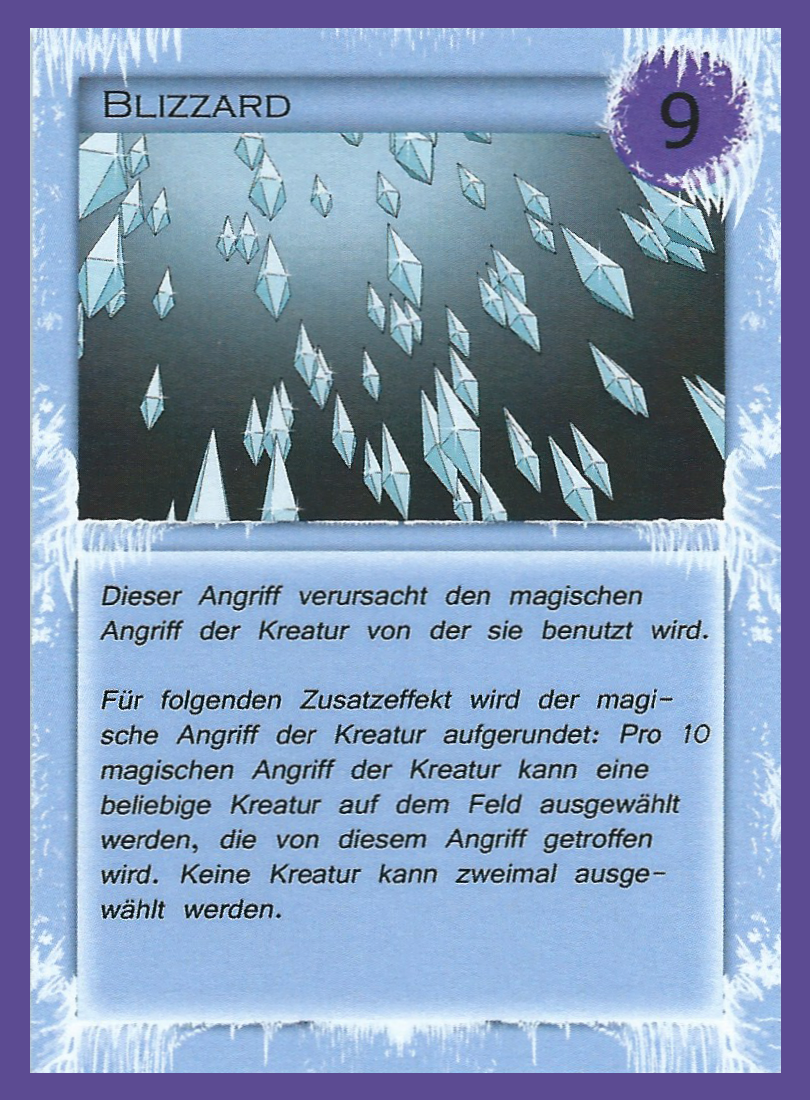 BLIZZARD
9
Dieser Angriff verursacht den magischen
Angriff der Kreatur von der sie benutzt wird.
Für folgenden Zusatzeffekt wird der magi-
sche Angriff der Kreatur aufgerundet: Pro 10
magischen Angriff der Kreatur kann eine
beliebige Kreatur auf dem Feld ausgewählt
werden, die von diesem Angriff getroffen
wird. Keine Kreatur kann zweimal ausge-
wählt werden.